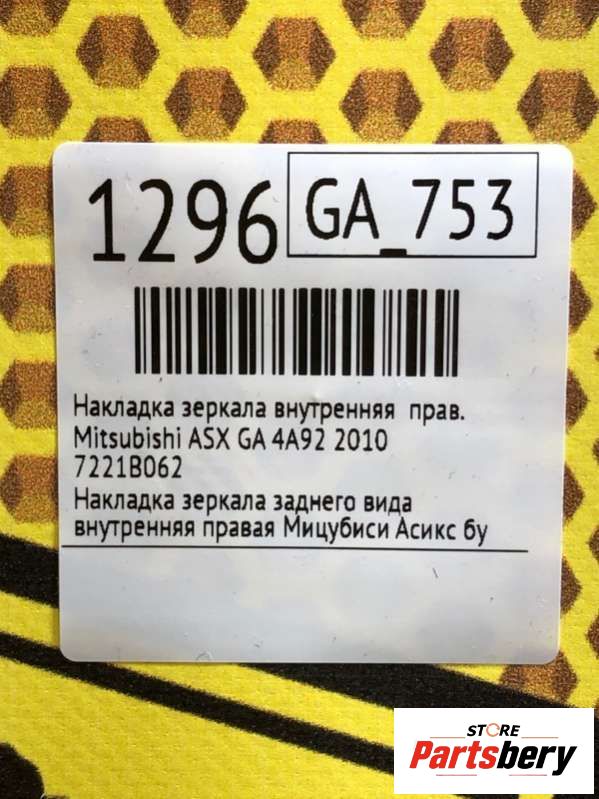 1296 GA_753
Накладка зеркала внутренняя прав.
Mitsubishi ASX GA 4A92 2010
7221B062
Накладка зеркала заднего вида
внутренняя правая Мицубиси Асикс бу
STORE
Partsbery